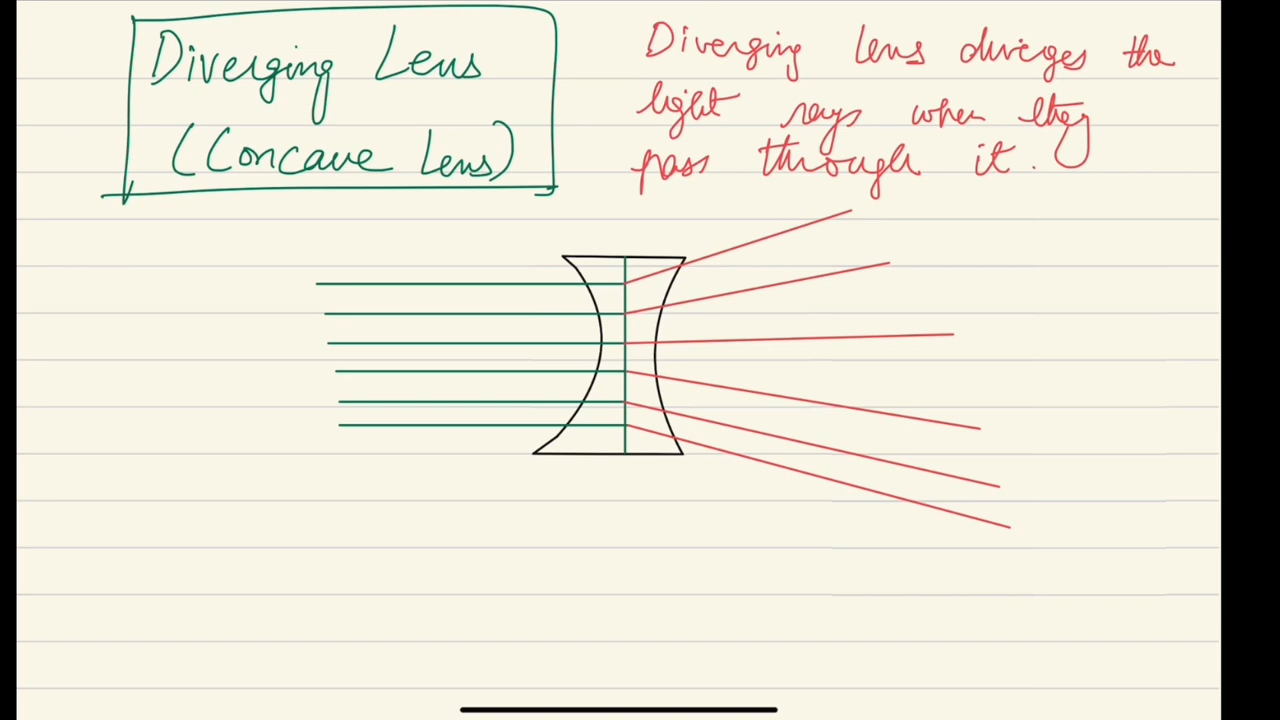 Diverging Lens
(Concave Lens)
Diverging lens diverges the
light rays when they
pass through it.